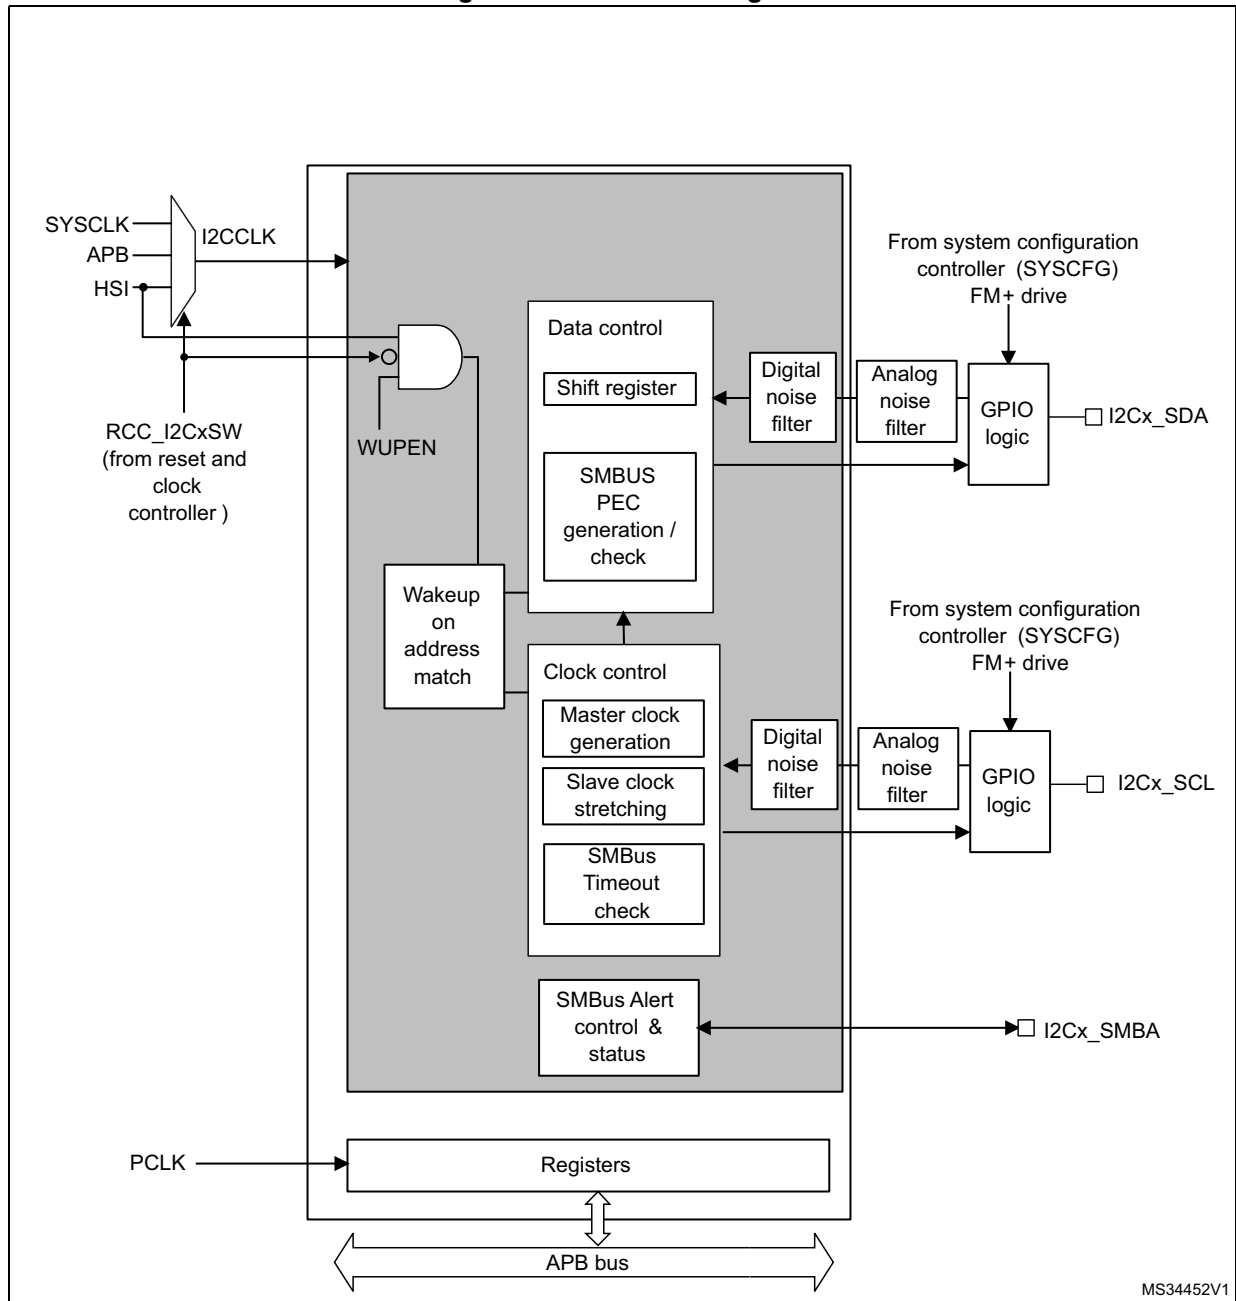 SYSCLK
APB
HSI
I2CCLK
RCC_I2CxSW
(from reset and
clock
controller )
WUPEN
Wakeup
on
address
match
Data control
Shift register
SMBUS
PEC
generation /
check
Clock control
Master clock
generation
Slave clock
stretching
SMBus
Timeout
check
SMBus Alert
control &
status
From system configuration
controller (SYSCFG)
FM+ drive
Digital
noise
filter
Analog
noise
filter
GPIO
logic
I2Cx_SDA
From system configuration
controller (SYSCFG)
FM+ drive
Digital
noise
filter
Analog
noise
filter
GPIO
logic
I2Cx_SCL
I2Cx_SMBA
PCLK
Registers
APB bus
MS34452V1